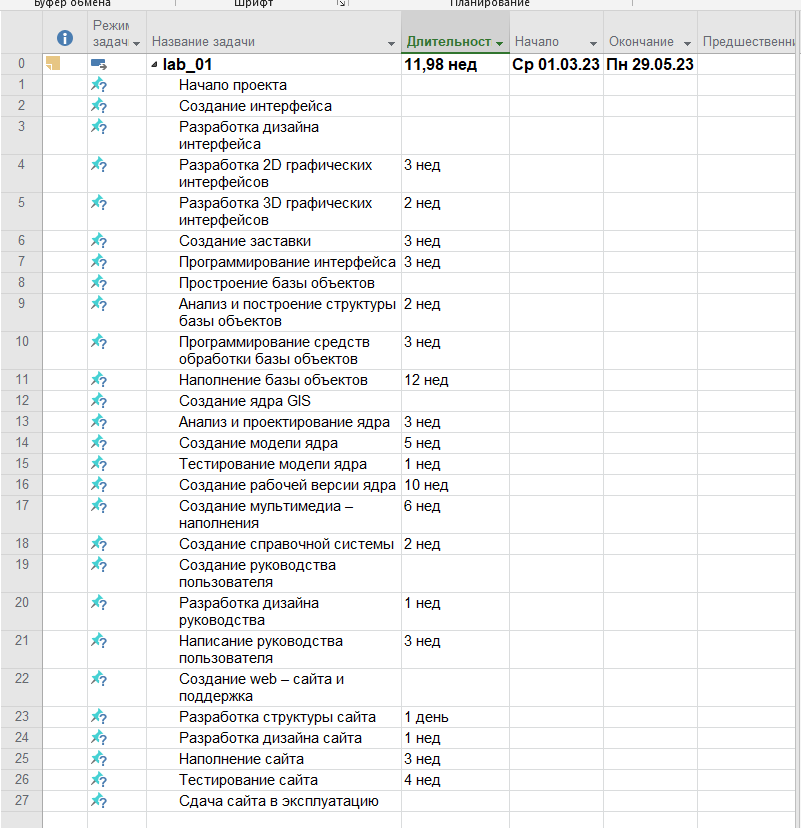 Буфер обмена Шрифт Планирование
Режим задач Название задачи Длительност Начало Окончание Предшественни
0 lab_01 11,98 нед Ср 01.03.23 Пн 29.05.23
1 Начало проекта
2 Создание интерфейса
3 Разработка дизайна
интерфейса
4 Разработка 2D графических 3 нед
интерфейсов
5 Разработка 3D графических 2 нед
интерфейсов
6 Создание заставки 3 нед
7 Программирование интерфейса 3 нед
8 Простроение базы объектов
9 Анализ и построение структуры 2 нед
базы объектов
10 Программирование средств 3 нед
обработки базы объектов
11 Наполнение базы объектов 12 нед
12 Создание ядра GIS
13 Анализ и проектирование ядра 3 нед
14 Создание модели ядра 5 нед
15 Тестирование модели ядра 1 нед
16 Создание рабочей версии ядра 10 нед
17 Создание мультимедиа – 6 нед
наполнения
18 Создание справочной системы 2 нед
19 Создание руководства
пользователя
20 Разработка дизайна 1 нед
руководства
21 Написание руководства 3 нед
пользователя
22 Создание web – сайта и
поддержка
23 Разработка структуры сайта 1 день
24 Разработка дизайна сайта 1 нед
25 Наполнение сайта 3 нед
26 Тестирование сайта 4 нед
27 Сдача сайта в эксплуатацию